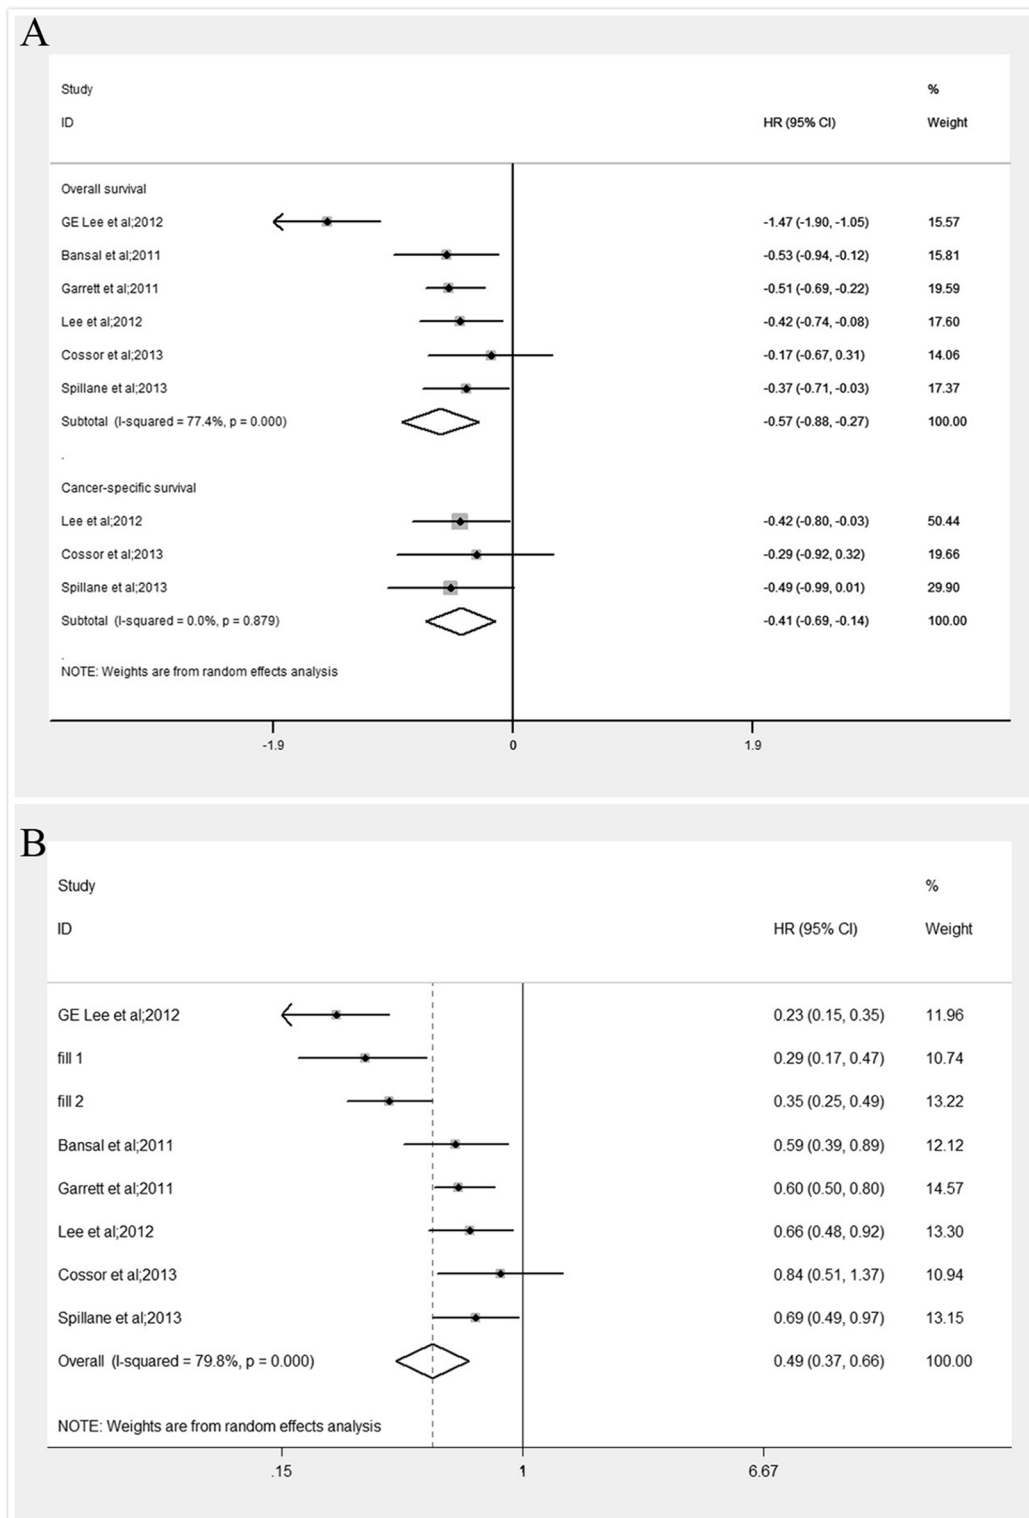 A
Study %
ID HR (95% CI) Weight
Overall survival
GE Lee et al;2012 -1.47 (-1.90, -1.05) 15.57
Bansal et al;2011 -0.53 (-0.94, -0.12) 15.81
Garrett et al;2011 -0.51 (-0.69, -0.22) 19.59
Lee et al;2012 -0.42 (-0.74, -0.08) 17.60
Cossor et al;2013 -0.17 (-0.67, 0.31) 14.06
Spillane et al;2013 -0.37 (-0.71, -0.03) 17.37
Subtotal (I-squared = 77.4%, p = 0.000) -0.57 (-0.88, -0.27) 100.00
.
Cancer-specific survival
Lee et al;2012 -0.42 (-0.80, -0.03) 50.44
Cossor et al;2013 -0.29 (-0.92, 0.32) 19.66
Spillane et al;2013 -0.49 (-0.99, 0.01) 29.90
Subtotal (I-squared = 0.0%, p = 0.879) -0.41 (-0.69, -0.14) 100.00
.
NOTE: Weights are from random effects analysis
-1.9 0 1.9
B
Study %
ID HR (95% CI) Weight
GE Lee et al;2012 0.23 (0.15, 0.35) 11.96
fill 1 0.29 (0.17, 0.47) 10.74
fill 2 0.35 (0.25, 0.49) 13.22
Bansal et al;2011 0.59 (0.39, 0.89) 12.12
Garrett et al;2011 0.60 (0.50, 0.80) 14.57
Lee et al;2012 0.66 (0.48, 0.92) 13.30
Cossor et al;2013 0.84 (0.51, 1.37) 10.94
Spillane et al;2013 0.69 (0.49, 0.97) 13.15
Overall (I-squared = 79.8%, p = 0.000) 0.49 (0.37, 0.66) 100.00
NOTE: Weights are from random effects analysis
.15 1 6.67